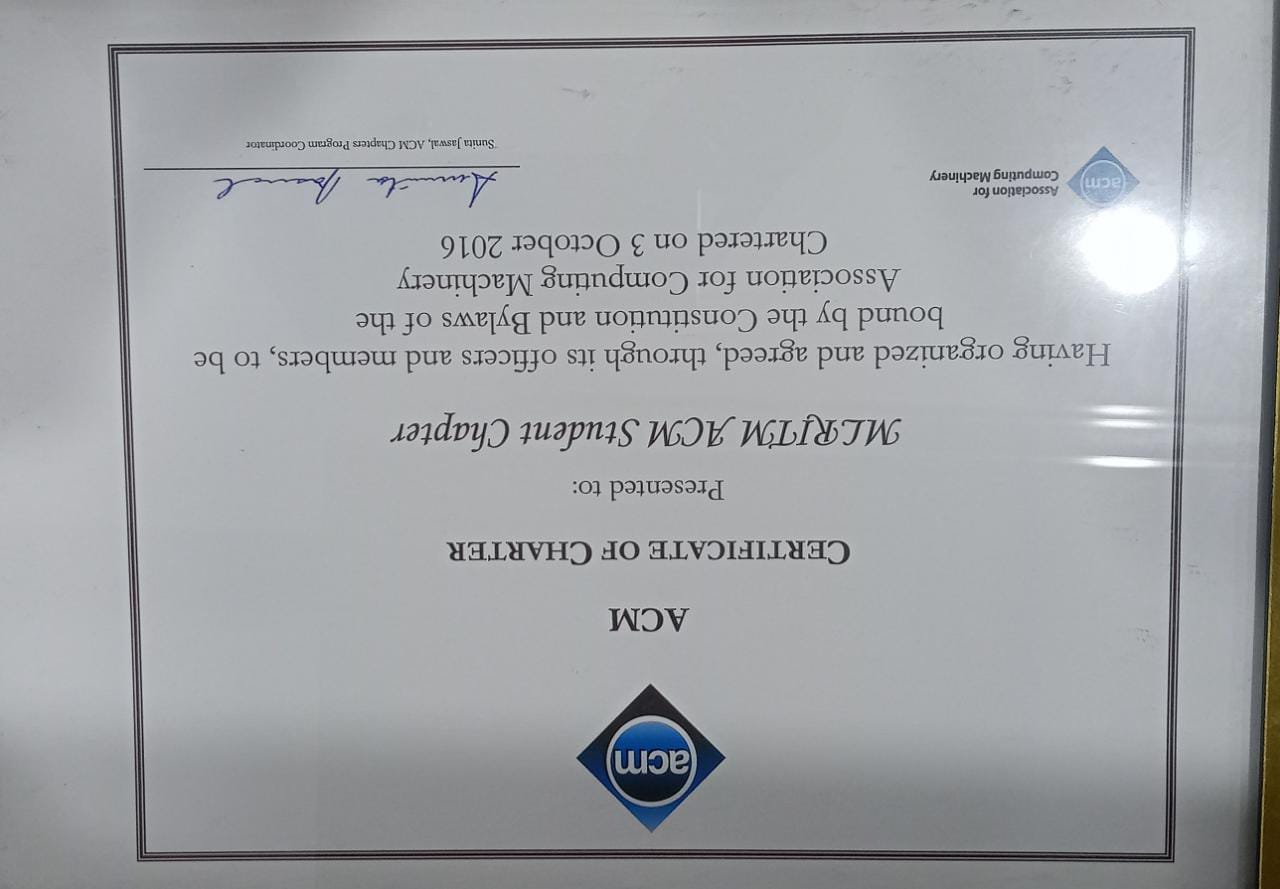 acm
ACM
CERTIFICATE OF CHARTER
Presented to:
MLRITM ACM Student Chapter
Having organized and agreed, through its officers and members, to be
bound by the Constitution and Bylaws of the
Association for Computing Machinery
Chartered on 3 October 2016
acm
Association for
Computing Machinery
Sunita Jaswal, ACM Chapters Program Coordinator